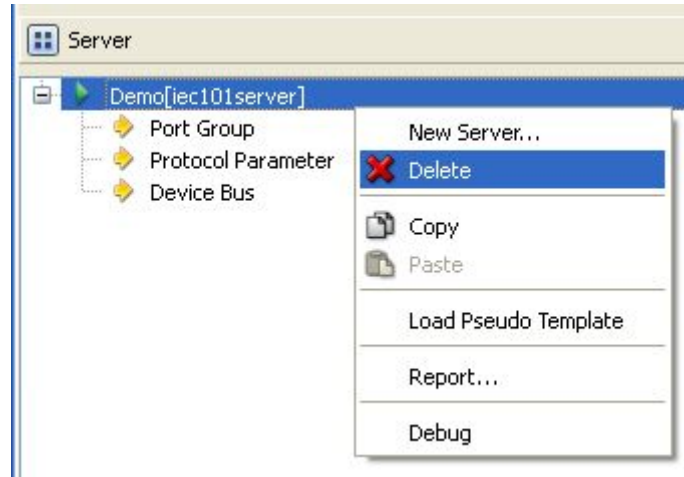 Server
Demo[iec101server]
Port Group
Protocol Parameter
Device Bus
New Server...
Delete
Copy
Paste
Load Pseudo Template
Report...
Debug